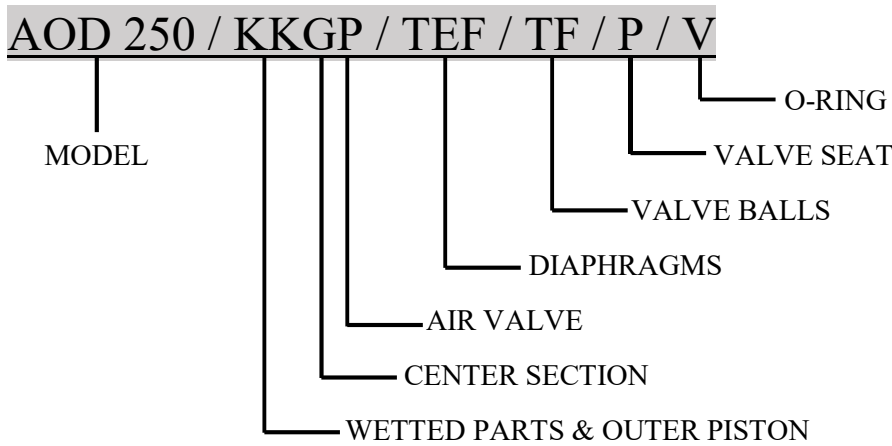 AOD 250 / KKGP / TEF / TF / P / V
O-RING
MODEL
VALVE SEAT
VALVE BALLS
DIAPHRAGMS
AIR VALVE
CENTER SECTION
WETTED PARTS & OUTER PISTON